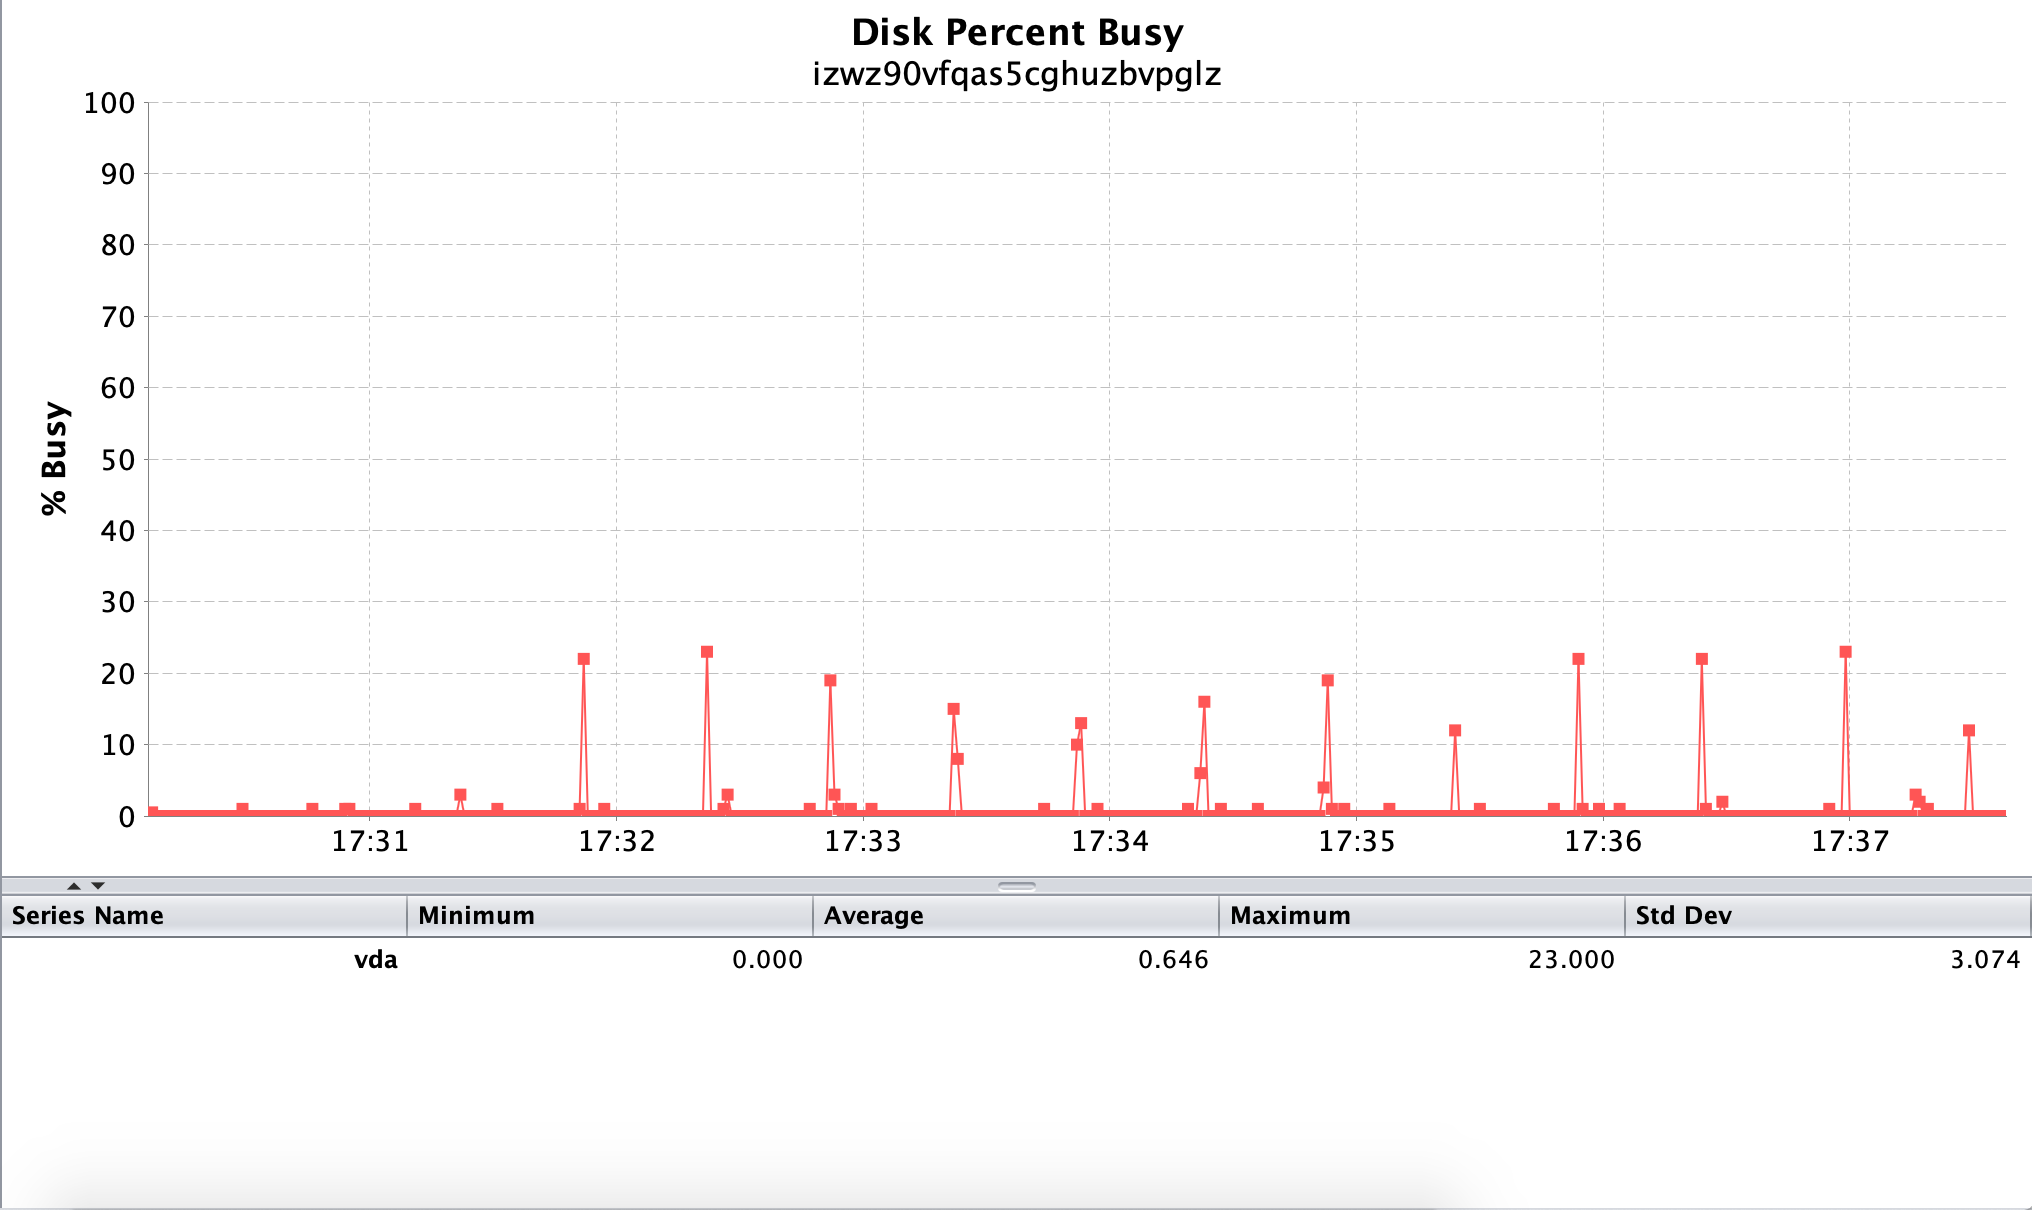 Disk Percent Busy
izwz90vfqas5cghuzbvpglz
100
90
80
70
60
50
40
30
20
10
0
% Busy
17:31 17:32 17:33 17:34 17:35 17:36 17:37
Series Name Minimum Average Maximum Std Dev
vda 0.000 0.646 23.000 3.074